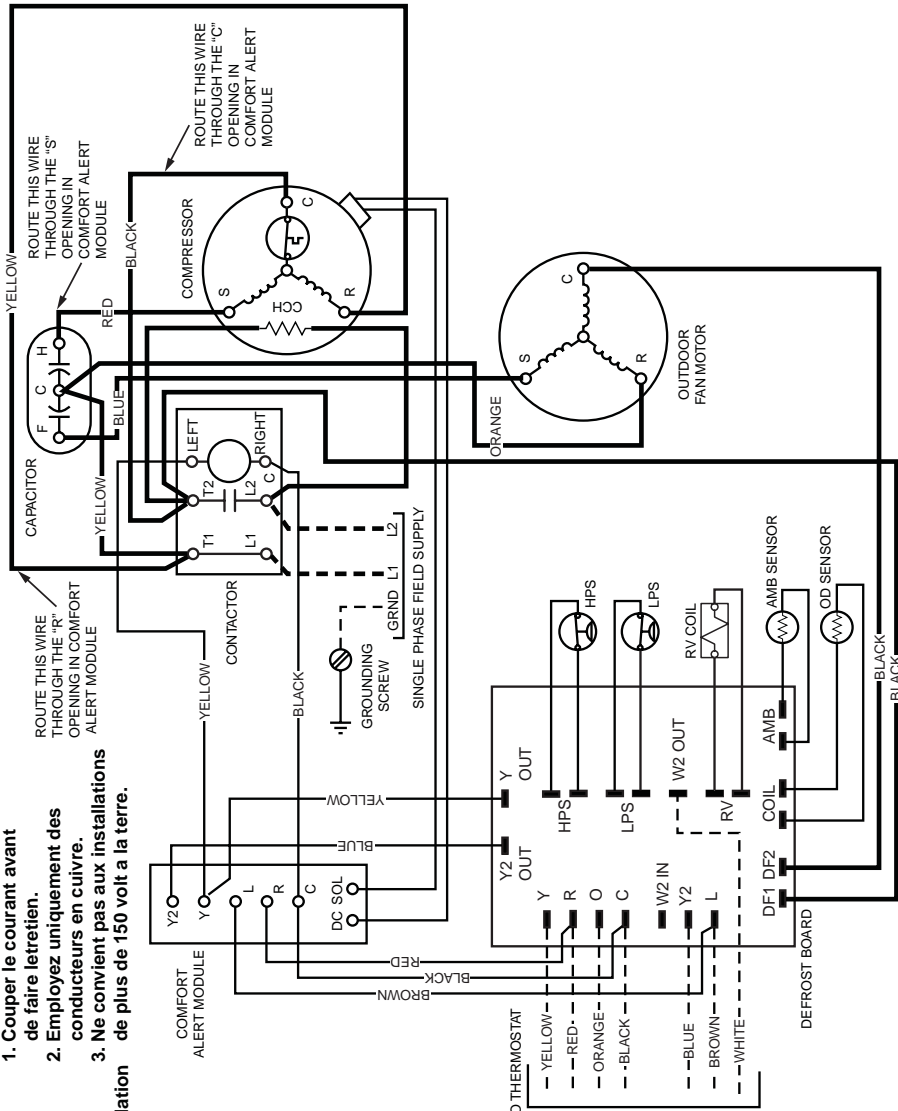 1. Couper le courant avant
de faire letretien.
2. Employez uniquement des
conducteurs en cuivre.
3. Ne convient pas aux installations
de plus de 150 volt a la terre.
ROUTE THIS WIRE
THROUGH THE "R"
OPENING IN COMFORT
ALERT MODULE
YELLOW
CAPACITOR
F
C
H
ROUTE THIS WIRE
THROUGH THE "S"
OPENING IN
COMFORT ALERT
MODULE
ROUTE THIS WIRE
THROUGH THE "C"
OPENING IN
COMFORT ALERT
MODULE
BLUE
RED
BLACK
YELLOW
COMPRESSOR
S
C
R
CCH
CONTACTOR
T1
L1
T2
L2
LEFT
RIGHT
C
YELLOW
BLACK
GROUNDING
SCREW
GRND
L1
L2
SINGLE PHASE FIELD SUPPLY
ORANGE
OUTDOOR
FAN MOTOR
S
C
R
COMFORT
ALERT MODULE
Y2
Y
L
R
C
DC SOL
BLUE
YELLOW
RED
BLACK
BROWN
Y2
OUT
Y
OUT
Y
R
O
C
W2 IN
Y2
L
HPS
LPS
W2 OUT
RV
DF1
DF2
COIL
AMB
HPS
LPS
RV COIL
AMB SENSOR
OD SENSOR
BLACK
BLACK
DEFROST BOARD
THERMOSTAT
YELLOW
RED
ORANGE
BLACK
BLUE
BROWN
WHITE